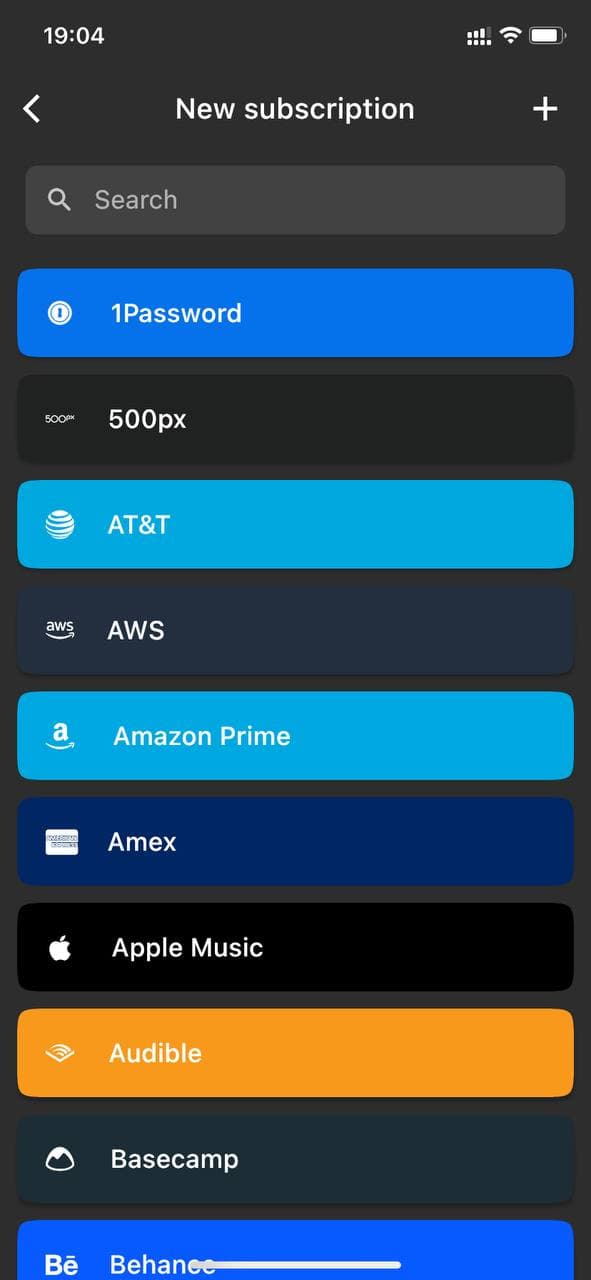 19:04
New subscription
Search
1Password
500px
500px
AT&T
aws
AWS
a
Amazon Prime
Amex
Apple Music
Audible
Basecamp
Bē
Behance